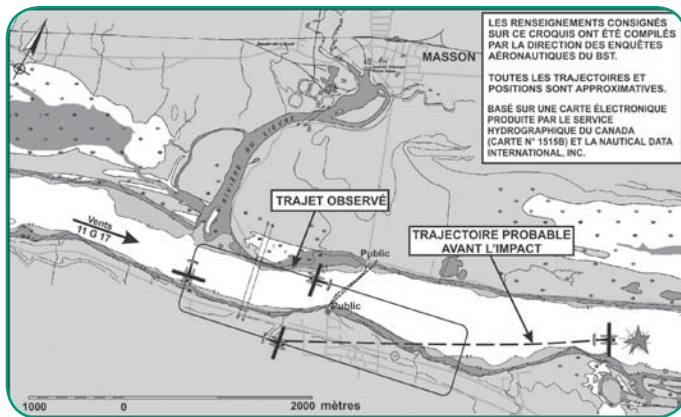 LES RENSEIGNEMENTS CONSIGNÉS
SUR CE CROQUIS ONT ÉTÉ COMPILÉS
PAR LA DIRECTION DES ENQUÊTES
AÉRONAUTIQUES DU BST.
TOUTES LES TRAJECTOIRES ET
POSITIONS SONT APPROXIMATIVES.
BASÉ SUR UNE CARTE ÉLECTRONIQUE
PRODUITE PAR LE SERVICE
HYDROGRAPHIQUE DU CANADA
(CARTE N° 1515B) ET LA NAUTICAL DATA
INTERNATIONAL, INC.
MASSON
RIVIÈRE DU LIÈVRE
TRAJET OBSERVÉ
TRAJECTOIRE PROBABLE
AVANT L'IMPACT
Vents
11 G 17
Public
Public
1000 0 2000 mètres